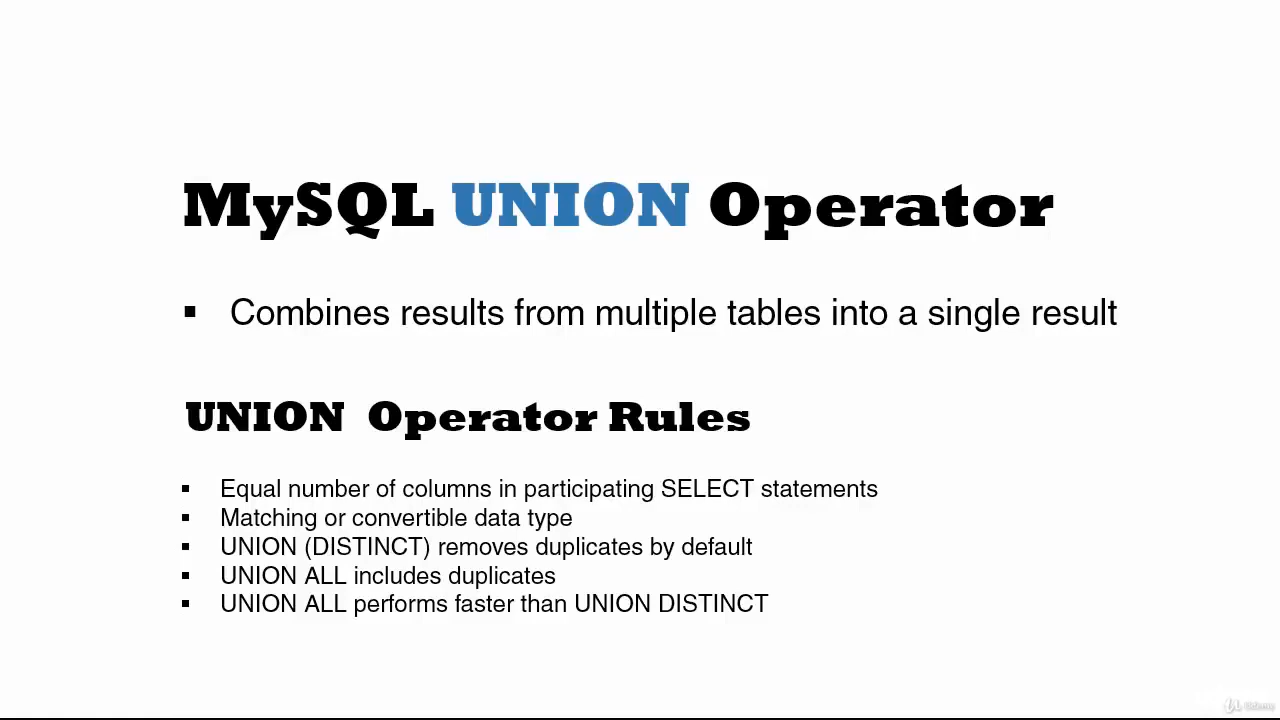 MySQL UNION Operator
▪ Combines results from multiple tables into a single result
UNION Operator Rules
▪ Equal number of columns in participating SELECT statements
▪ Matching or convertible data type
▪ UNION (DISTINCT) removes duplicates by default
▪ UNION ALL includes duplicates
▪ UNION ALL performs faster than UNION DISTINCT
Udemy